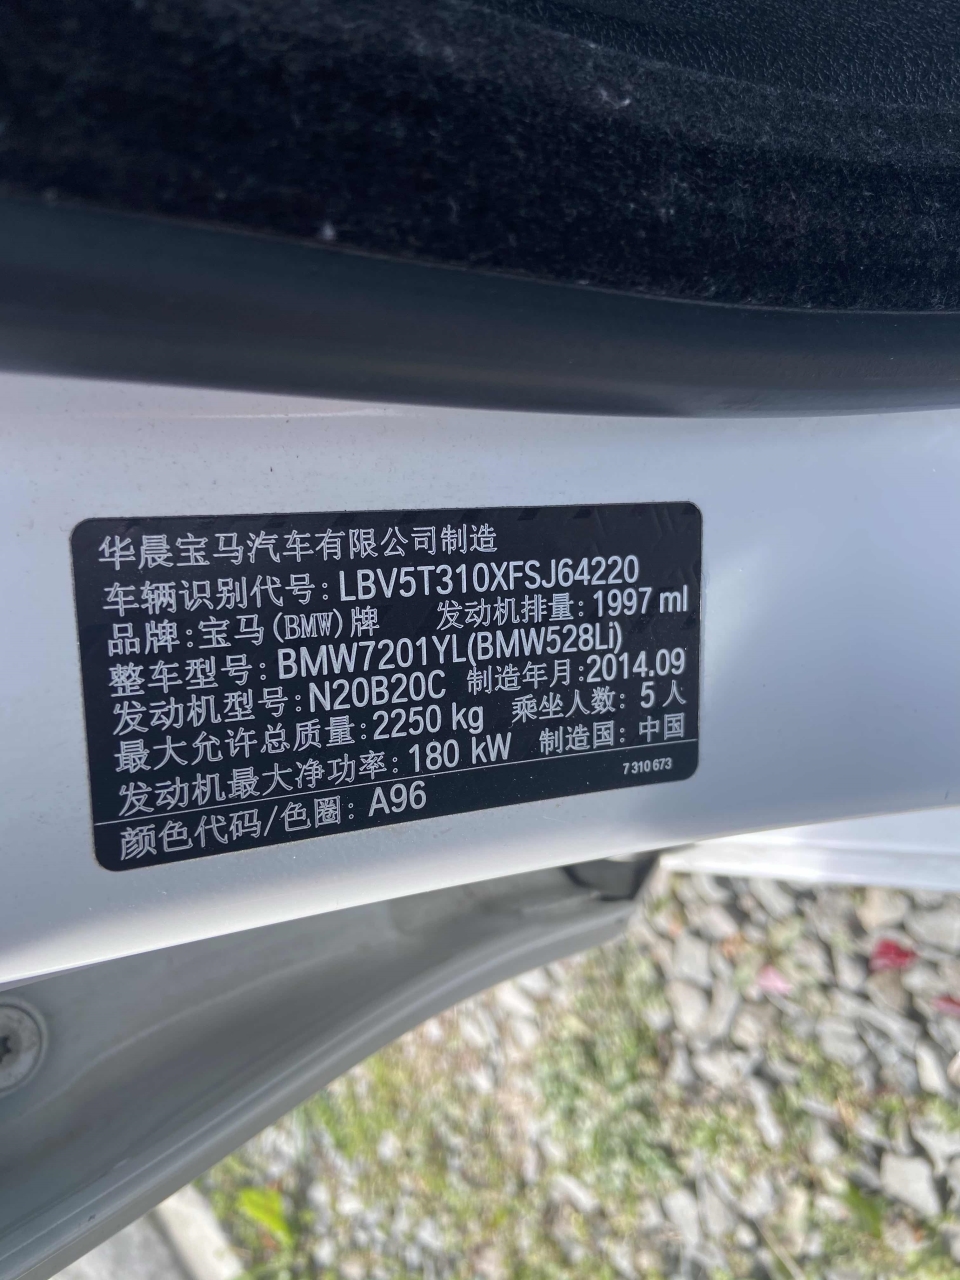 华晨宝马汽车有限公司制造
车辆识别代号: LBV5T310XFSJ64220
品牌:宝马(BMW)牌 发动机排量: 1997 ml
整车型号: BMW7201YL(BMW528Li)
发动机型号:N20B20C 制造年月:2014.09
最大允许总质量:2250 kg 乘坐人数: 5 人
发动机最大净功率:180 kW 制造国: 中国
7 310 673
颜色代码/色圈: A96